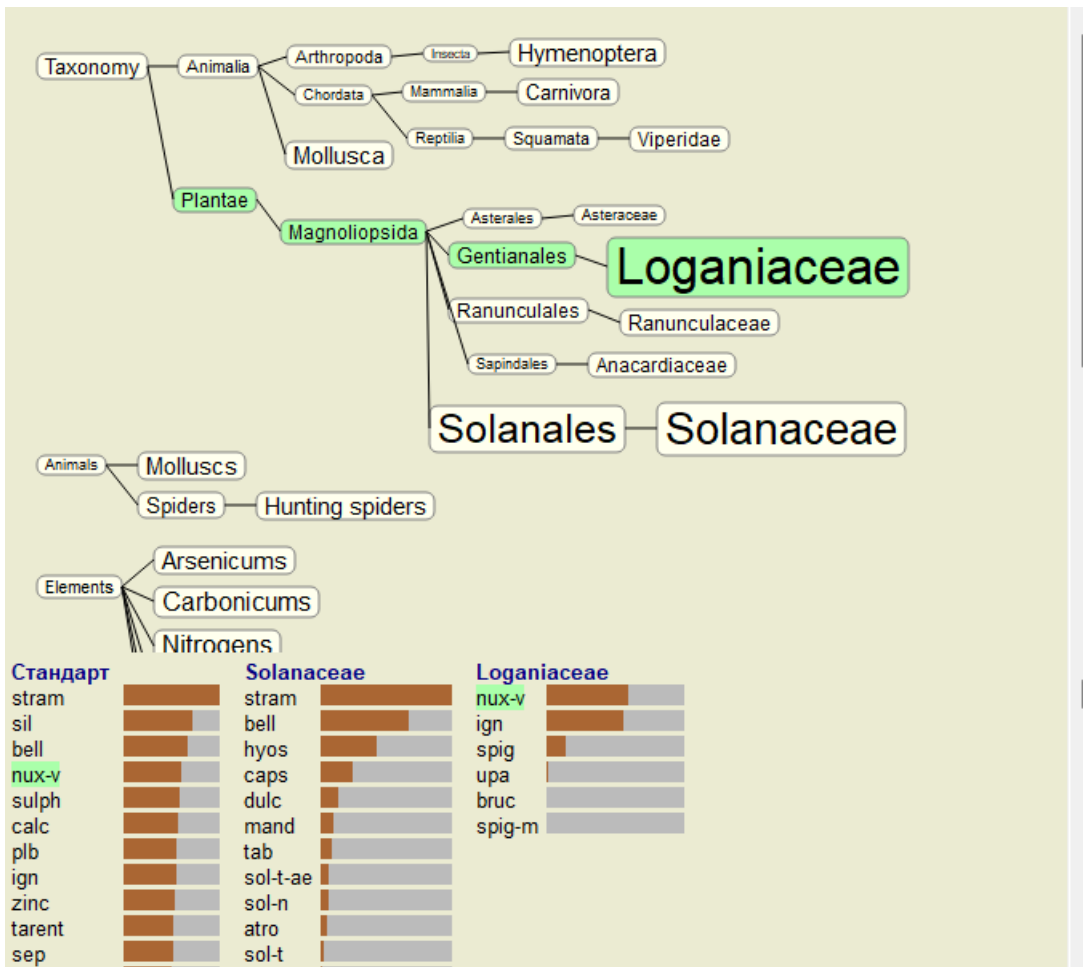 Taxonomy
Animalia
Arthropoda
Insecta
Hymenoptera
Chordata
Mammalia
Carnivora
Reptilia
Squamata
Viperidae
Mollusca
Plantae
Magnoliopsida
Asterales
Asteraceae
Gentianales
Loganiaceae
Ranunculales
Ranunculaceae
Sapindales
Anacardiaceae
Solanales
Solanaceae
Animals
Molluscs
Spiders
Hunting spiders
Elements
Arsenicums
Carbonicums
Nitrogens
Стандарт
stram
sil
bell
nux-v
sulph
calc
plb
ign
zinc
tarent
sep
Solanaceae
stram
bell
hyos
caps
dulc
mand
tab
sol-t-ae
sol-n
atro
sol-t
Loganiaceae
nux-v
ign
spig
upa
bruc
spig-m